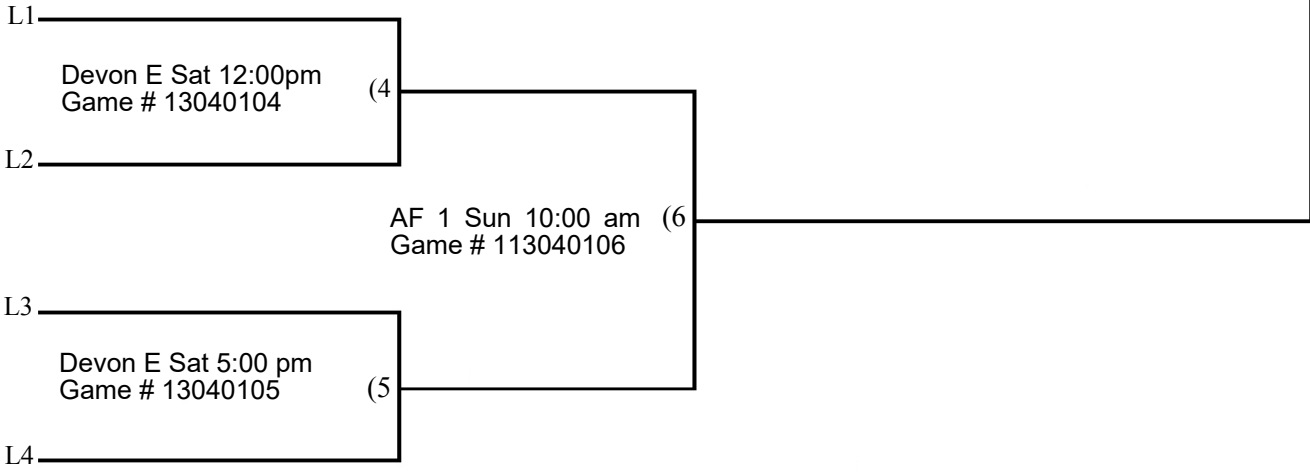 L1
Devon E Sat 12:00pm
Game # 13040104
(4
L2
AF 1 Sun 10:00 am
Game # 113040106
(6
L3
Devon E Sat 5:00 pm
Game # 13040105
(5
L4